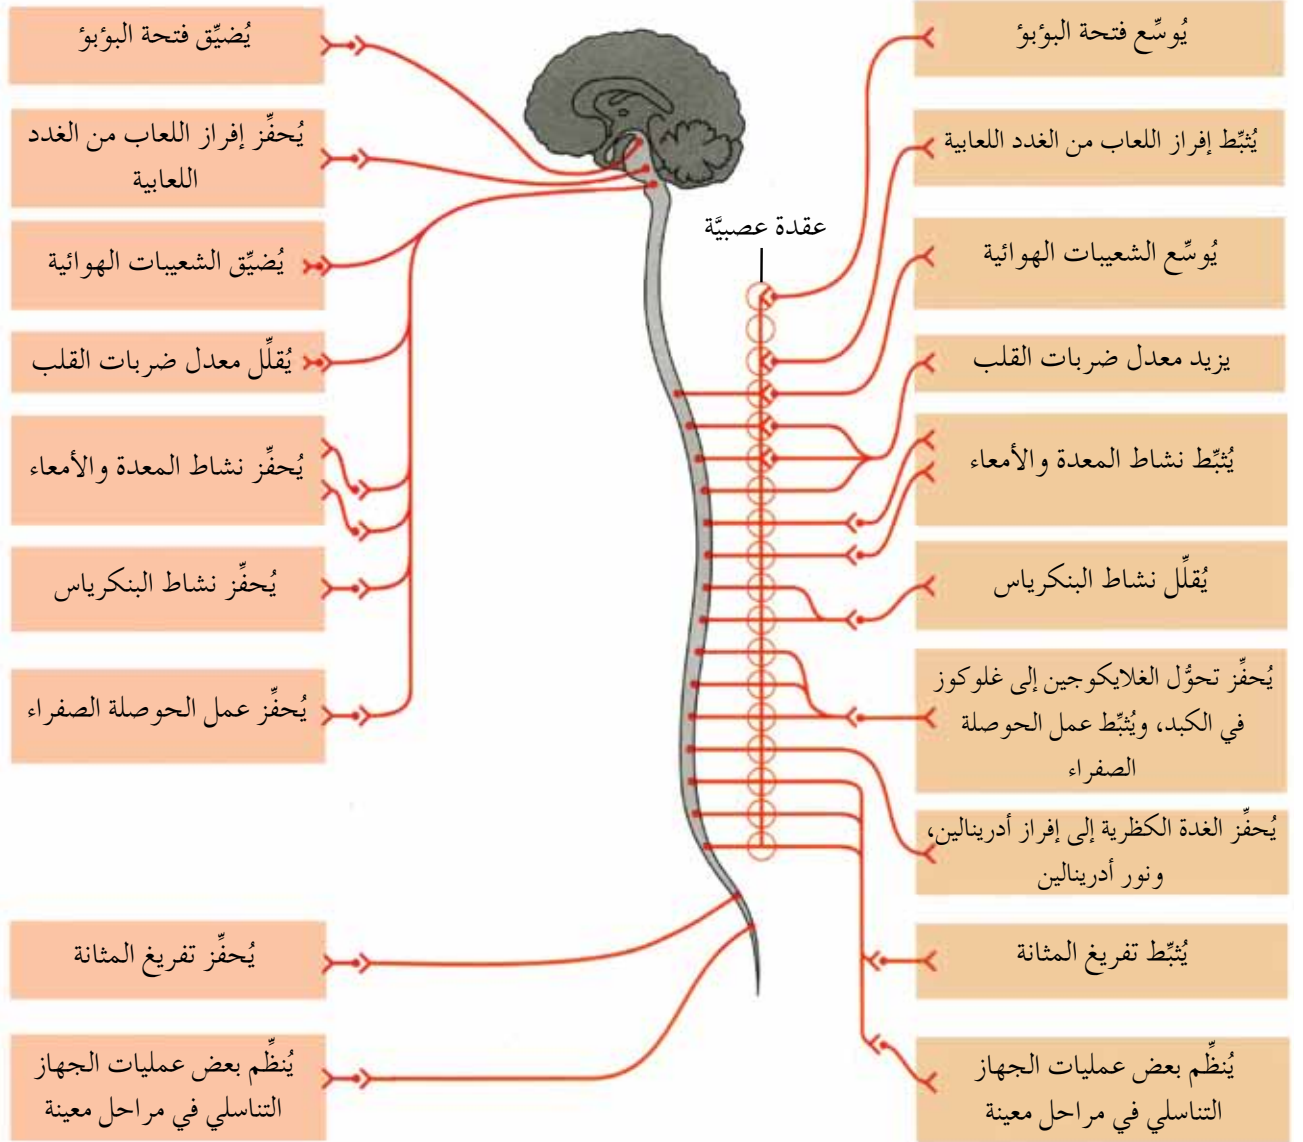 يُوسِّع فتحة البؤبؤ
يُثبِّط إفراز اللعاب من الغدد اللعابية
يُوسِّع الشعيبات الهوائية
يزيد معدل ضربات القلب
يُثبِّط نشاط المعدة والأمعاء
يُقلِّل نشاط البنكرياس
يُحفِّز تحوُّل الغلايكوجين إلى غلوكوز
في الكبد، ويُثبِّط عمل الحوصلة
الصفراء
يُحفِّز الغدة الكظرية إلى إفراز أدرينالين،
ونور أدرينالين
يُثبِّط تفريغ المثانة
يُنظِّم بعض عمليات الجهاز
التناسلي في مراحل معينة
عقدة عصبيَّة
يُضيِّق فتحة البؤبؤ
يُحفِّز إفراز اللعاب من الغدد
اللعابية
يُضيِّق الشعيبات الهوائية
يُقلِّل معدل ضربات القلب
يُحفِّز نشاط المعدة والأمعاء
يُحفِّز نشاط البنكرياس
يُحفِّز عمل الحوصلة الصفراء
يُحفِّز تفريغ المثانة
يُنظِّم بعض عمليات الجهاز
التناسلي في مراحل معينة